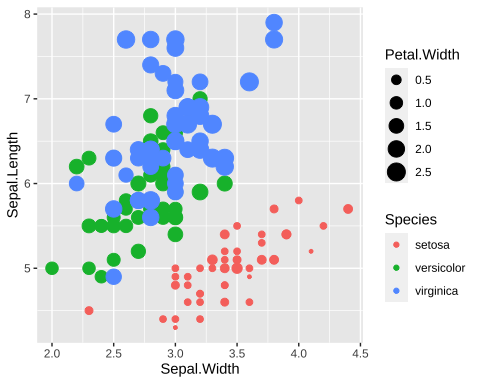 8
7
6
5
Sepal.Length
2.0 2.5 3.0 3.5 4.0 4.5
Sepal.Width
Petal.Width
0.5
1.0
1.5
2.0
2.5
Species
setosa
versicolor
virginica